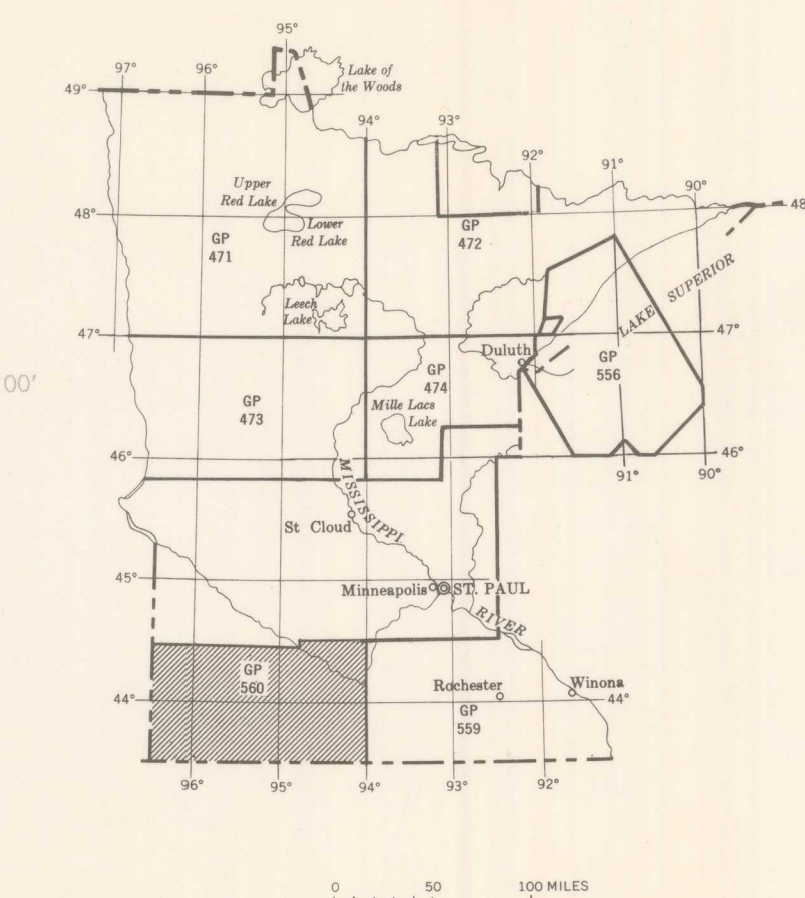 95°
97°
96°
Lake of
the Woods
49°
94°
93°
92°
91°
90°
Upper
Red Lake
48°
48
Lower
Red Lake
GP
471
GP
472
LAKE SUPERIOR
Leech
Lake
47°
47°
Duluth
GP
556
GP
474
00'
GP
473
Mille Lacs
Lake
46°
46°
91°
90°
MISSISSIPPI
St Cloud
45°
Minneapolis
ST. PAUL
RIVER
GP
560
Rochester
Winona
44°
44°
GP
559
96°
95°
94°
93°
92°
0 50 100 MILES